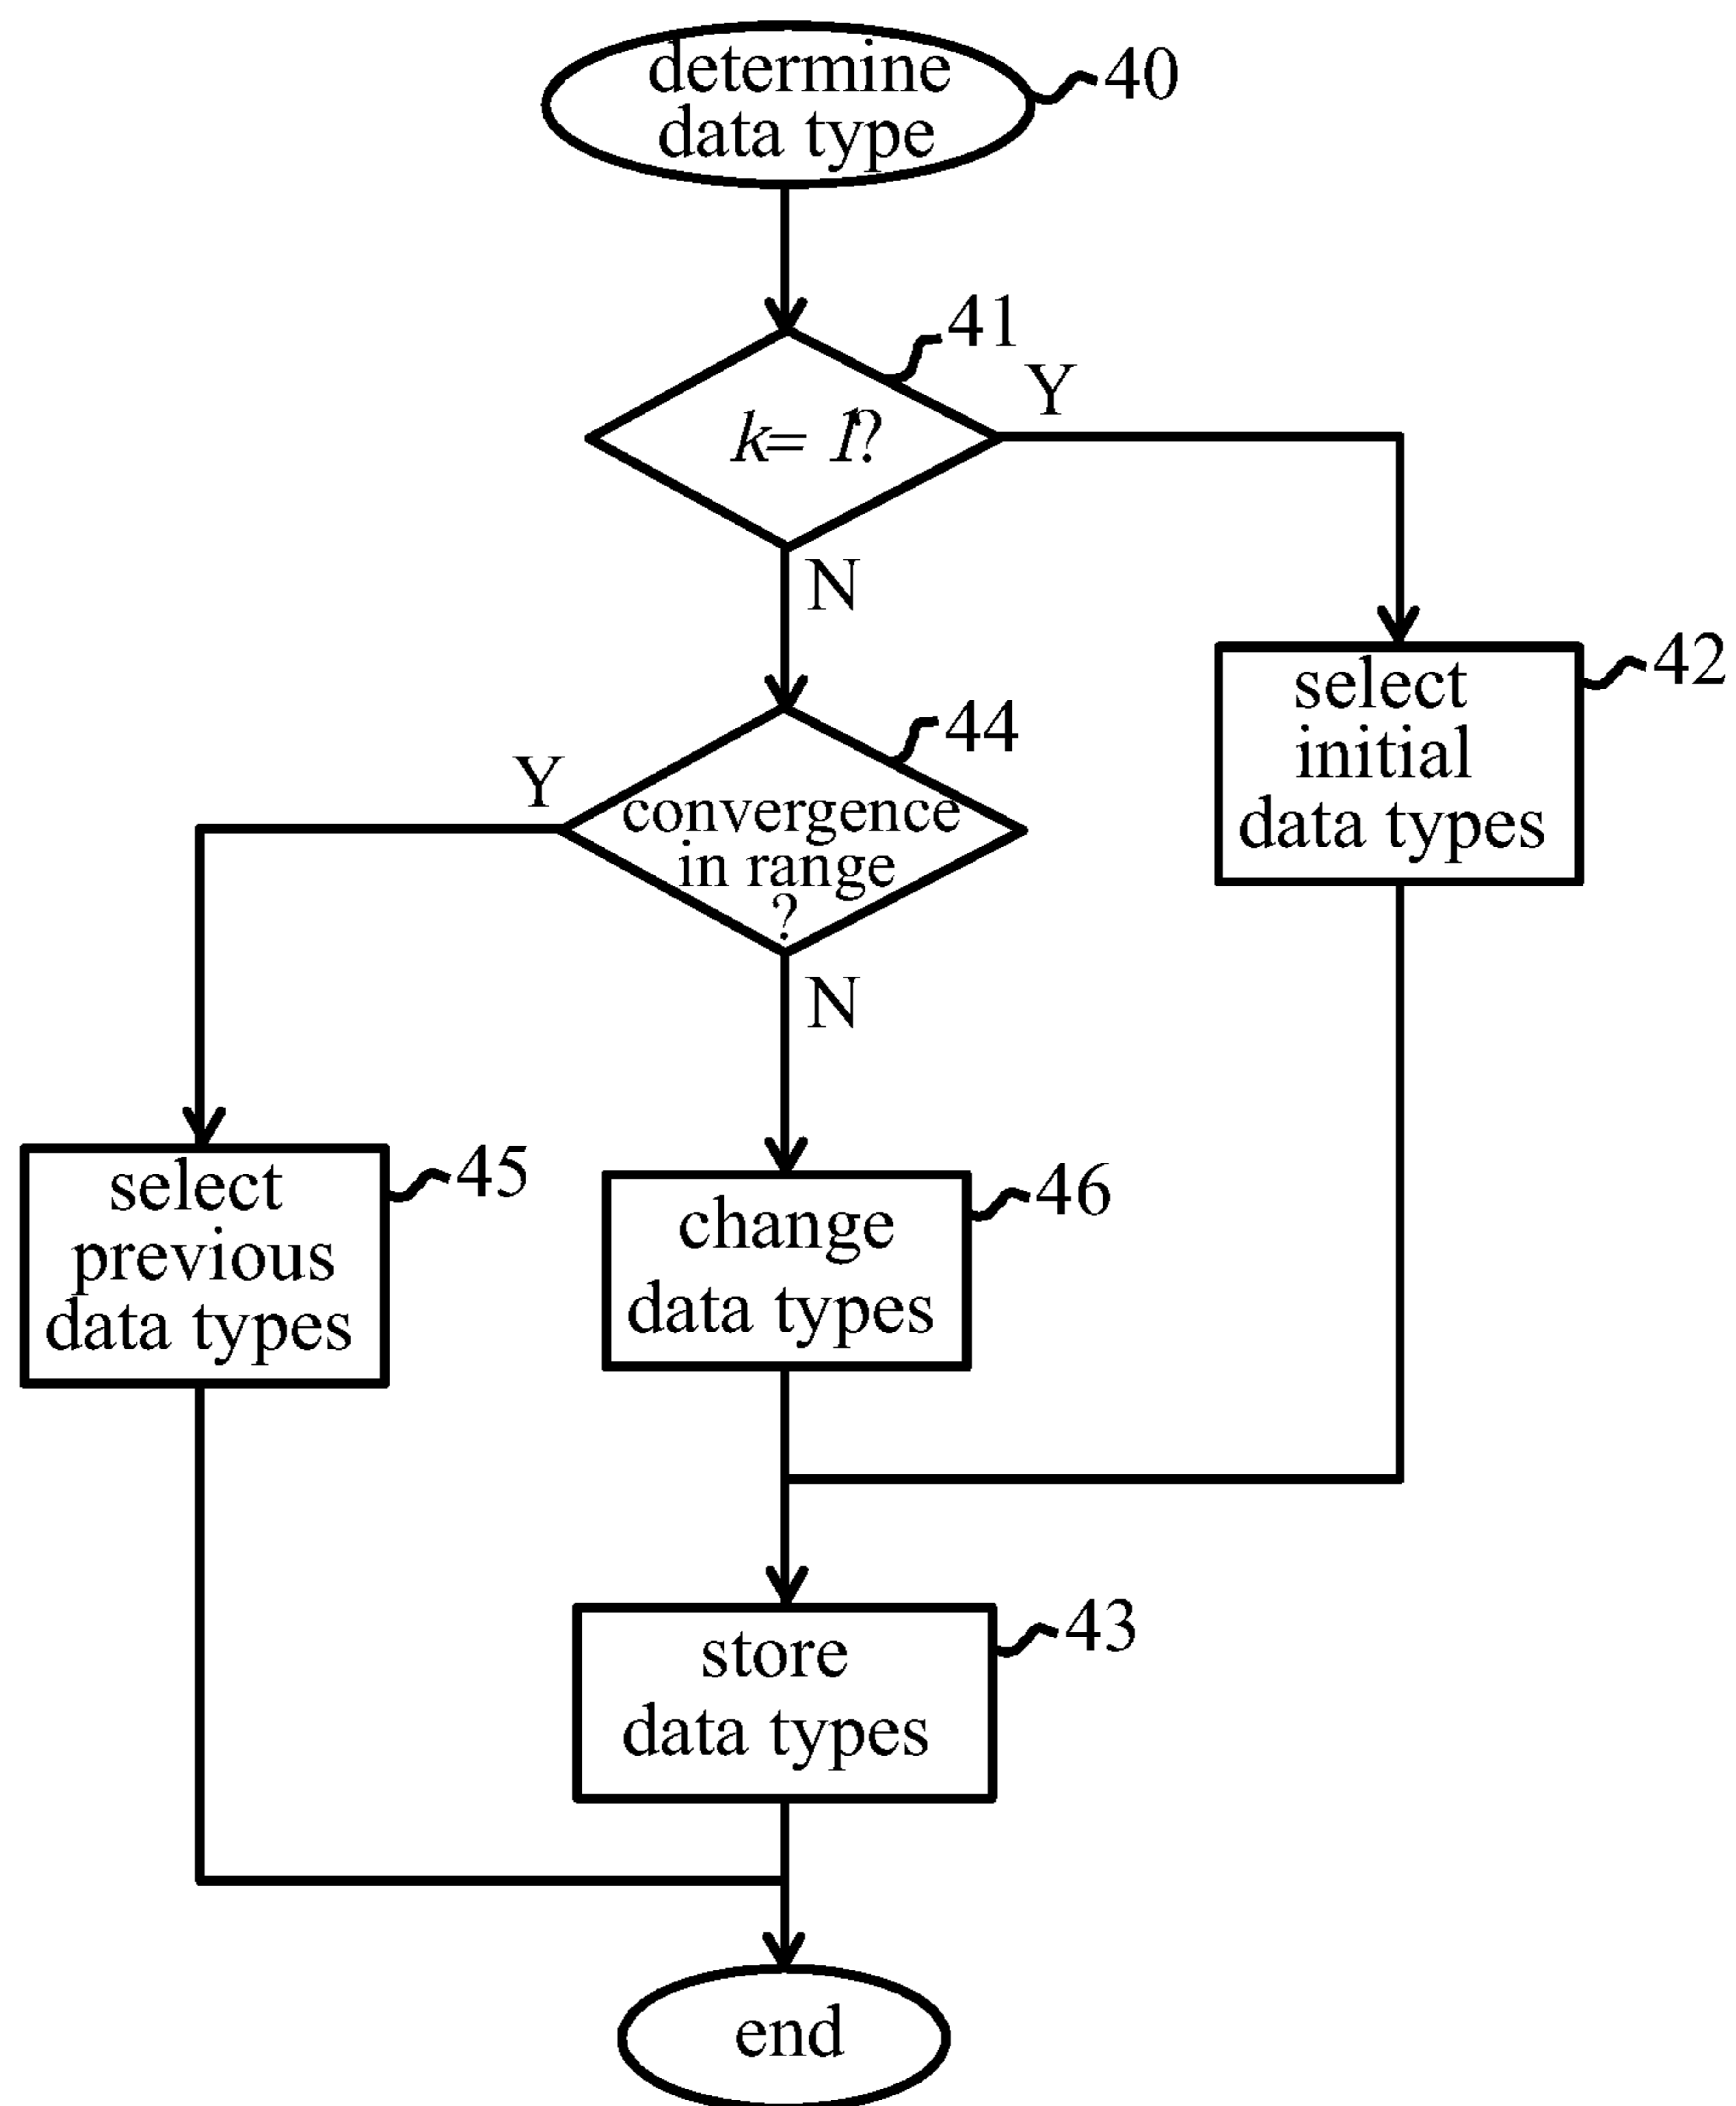 determine
data type
40
41
k= 1?
Y
N
42
select
initial
data types
44
Y
convergence
in range
?
N
45
select
previous
data types
46
change
data types
43
store
data types
end